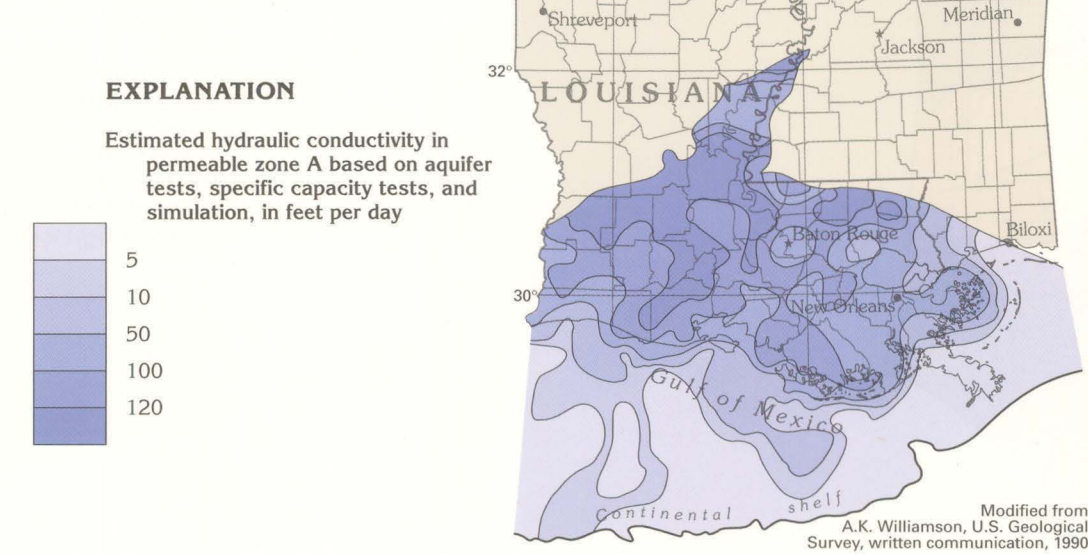 Shreveport
Meridian
Jackson
32°
LOUISIANA
EXPLANATION
Estimated hydraulic conductivity in
permeable zone A based on aquifer
tests, specific capacity tests, and
simulation, in feet per day
5
10
50
100
120
Baton Rouge
Biloxi
30°
New Orleans
Gulf of Mexico
Continental shelf
Modified from
A.K. Williamson, U.S. Geological
Survey, written communication, 1990